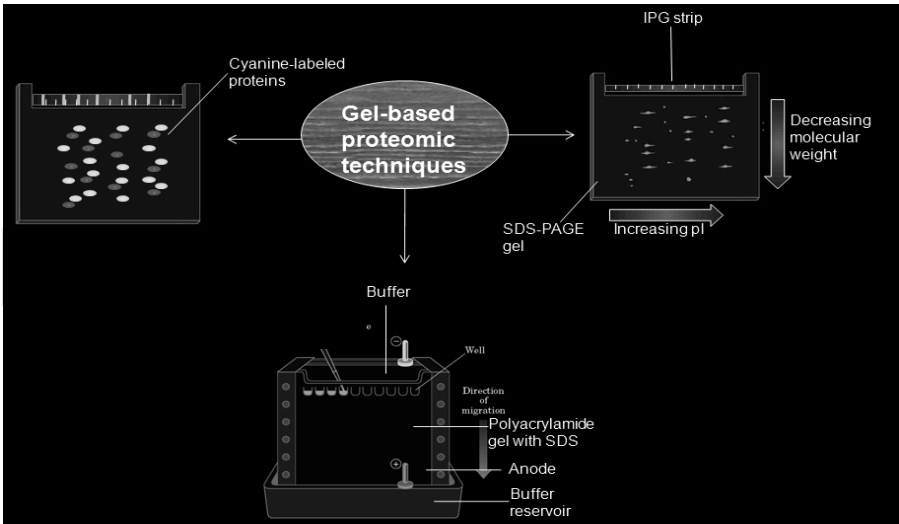 IPG strip
Cyanine-labeled
proteins
Gel-based
proteomic
techniques
Decreasing
molecular
weight
SDS-PAGE
gel
Increasing pI
Buffer
e
−
Well
Direction
of
migration
Polyacrylamide
gel with SDS
+
Anode
Buffer
reservoir